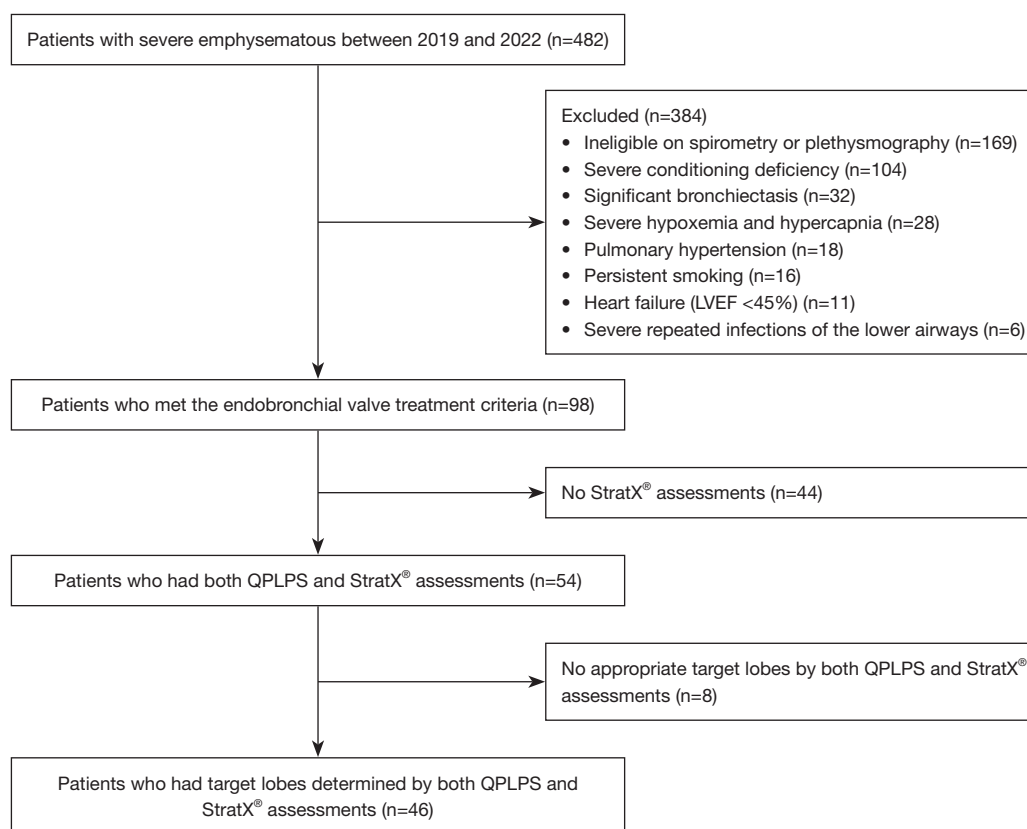 Patients with severe emphysematous between 2019 and 2022 (n=482)
Excluded (n=384)
• Ineligible on spirometry or plethysmography (n=169)
• Severe conditioning deficiency (n=104)
• Significant bronchiectasis (n=32)
• Severe hypoxemia and hypercapnia (n=28)
• Pulmonary hypertension (n=18)
• Persistent smoking (n=16)
• Heart failure (LVEF <45%) (n=11)
• Severe repeated infections of the lower airways (n=6)
Patients who met the endobronchial valve treatment criteria (n=98)
No StratX® assessments (n=44)
Patients who had both QPLPS and StratX® assessments (n=54)
No appropriate target lobes by both QPLPS and StratX®
assessments (n=8)
Patients who had target lobes determined by both QPLPS and
StratX® assessments (n=46)